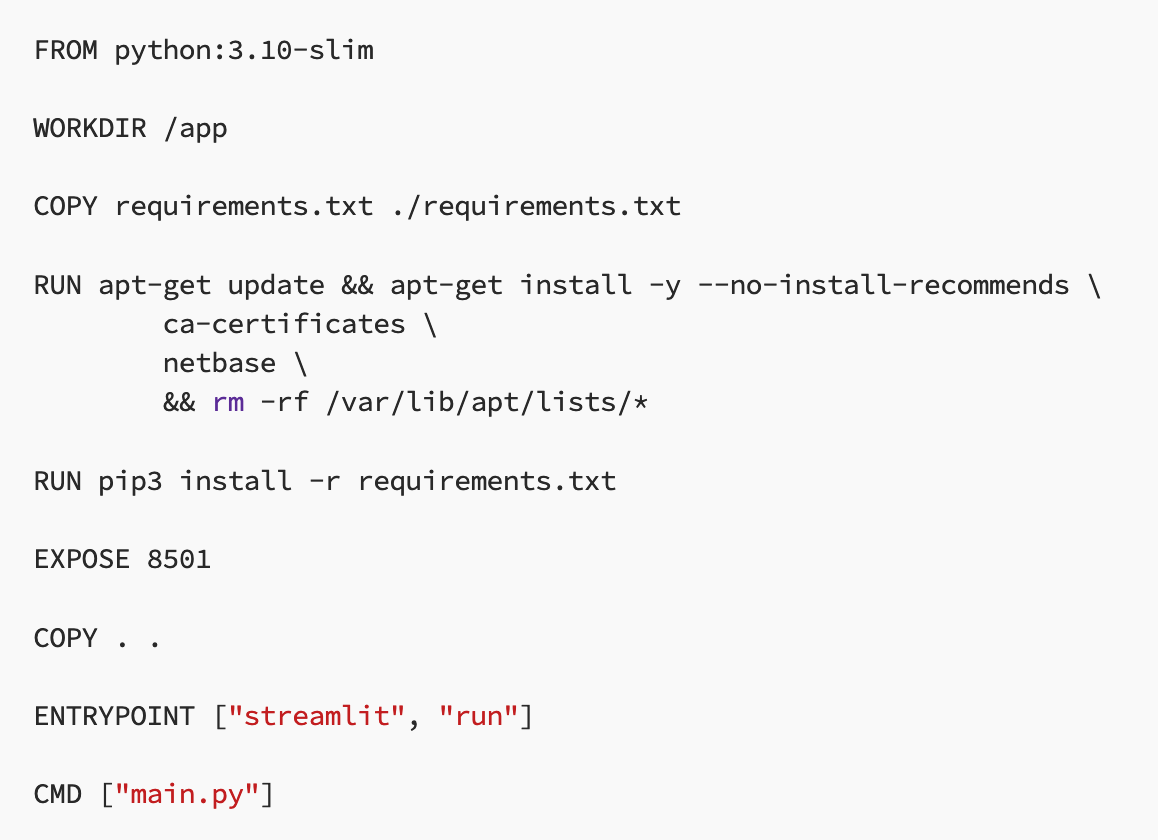 FROM python:3.10-slim
WORKDIR /app
COPY requirements.txt ./requirements.txt
RUN apt-get update && apt-get install -y --no-install-recommends \
        ca-certificates \
        netbase \
        && rm -rf /var/lib/apt/lists/*
RUN pip3 install -r requirements.txt
EXPOSE 8501
COPY . .
ENTRYPOINT ["streamlit", "run"]
CMD ["main.py"]